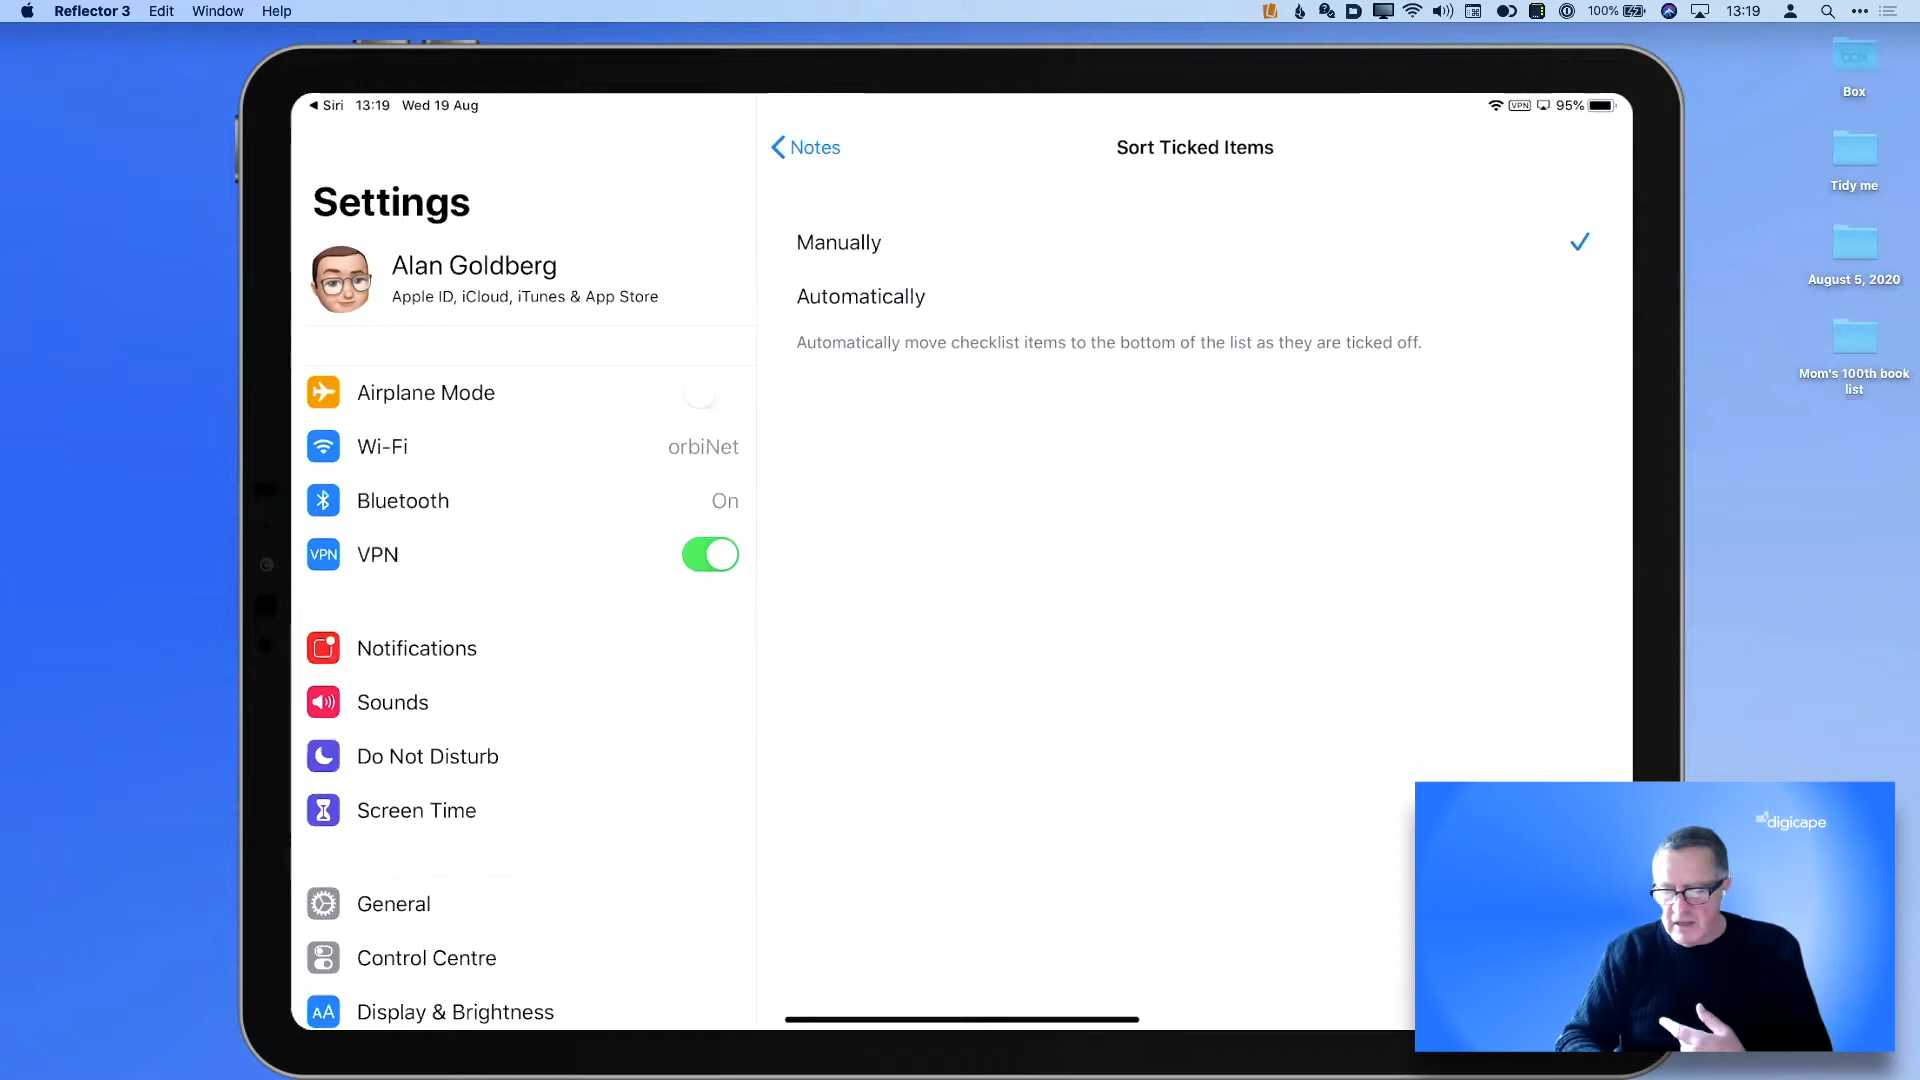 Reflector 3 Edit Window Help
100% 13:19
Box
Tidy me
August 5, 2020
Mom's 100th book
list
Siri 13:19 Wed 19 Aug
VPN 95%
Settings
Alan Goldberg
Apple ID, iCloud, iTunes & App Store
Airplane Mode
Wi-Fi orbiNet
Bluetooth On
VPN VPN
Notifications
Sounds
Do Not Disturb
Screen Time
General
Control Centre
AA Display & Brightness
Notes
Sort Ticked Items
Manually
Automatically
Automatically move checklist items to the bottom of the list as they are ticked off.
digicape